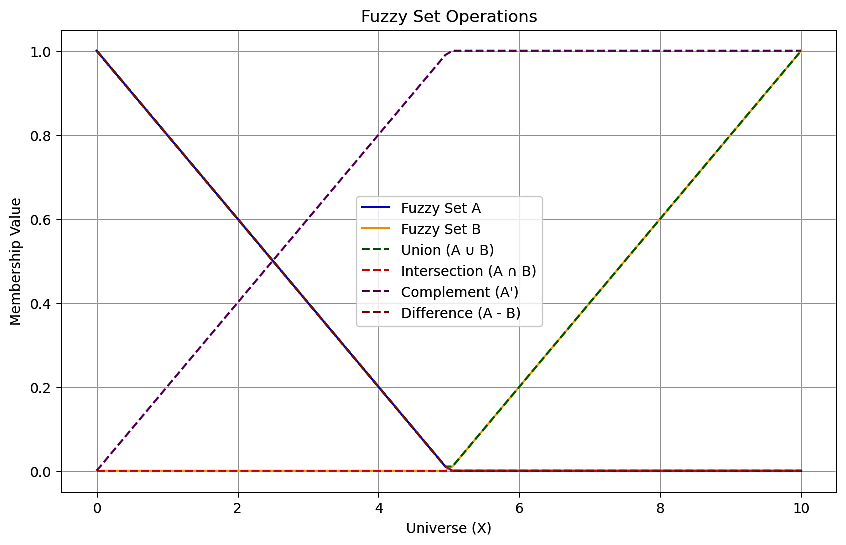 Fuzzy Set Operations
1.0
0.8
0.6
0.4
0.2
0.0
Membership Value
Fuzzy Set A
Fuzzy Set B
Union (A ∪ B)
Intersection (A ∩ B)
Complement (A')
Difference (A - B)
0 2 4 6 8 10
Universe (X)